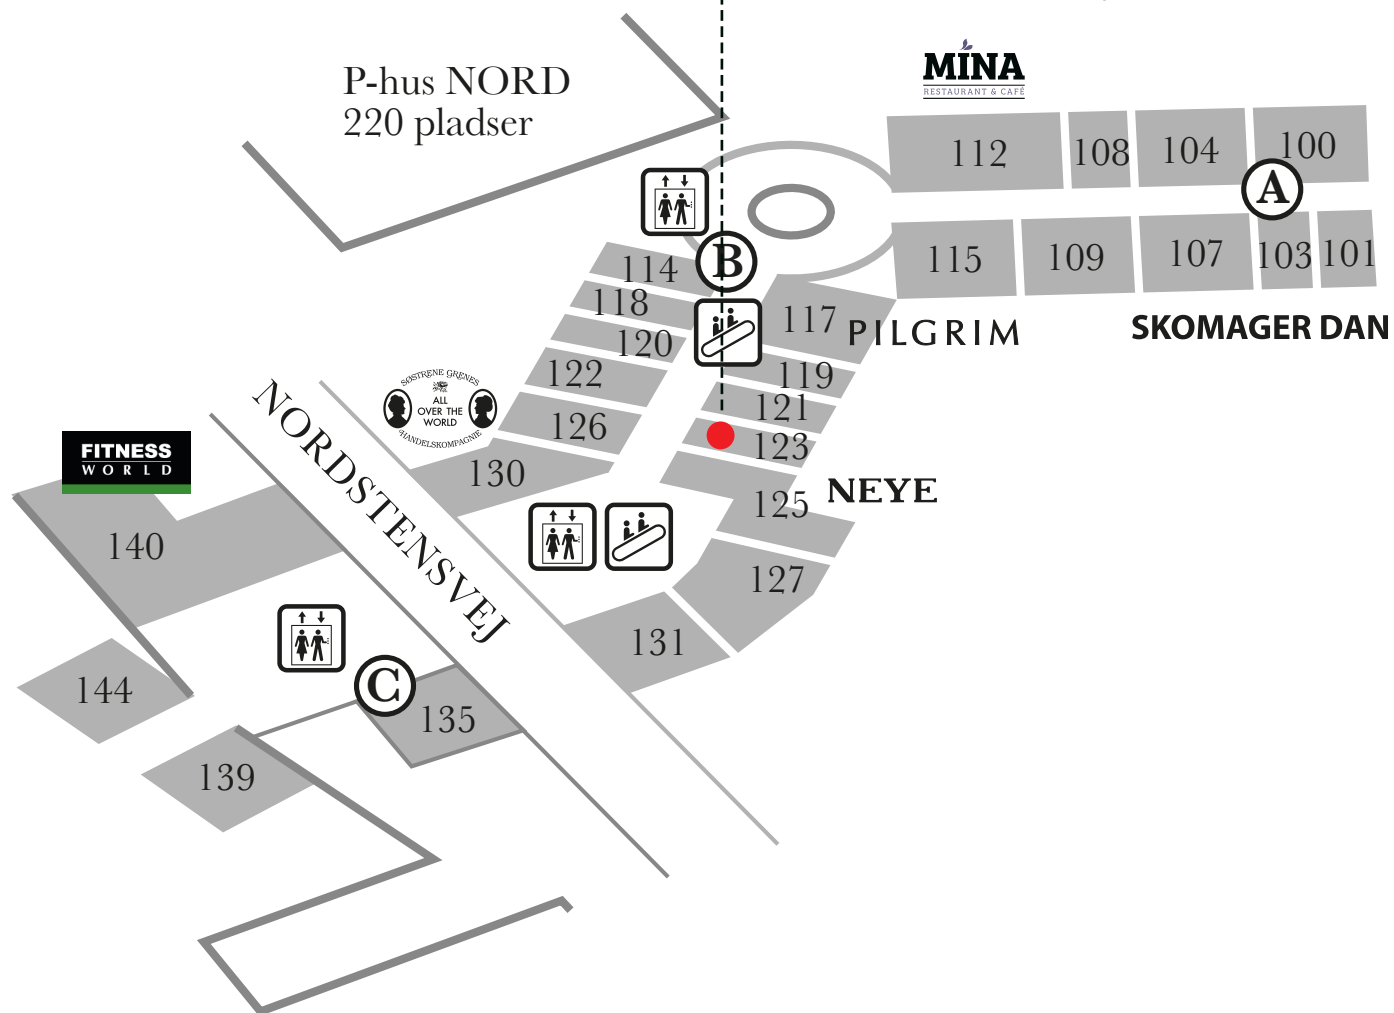 P-hus NORD
220 pladser
MINA
RESTAURANT & CAFÉ
112
108
104
100
A
115
109
107
103
101
B
114
118
120
122
126
130
117
PILGRIM
SKOMAGER DAN
119
121
123
125
NEYE
127
131
SØSTRENE GRENES
ALL
OVER THE
WORLD
HANDELSKOMPAGNIE
NORDSTENSVEJ
FITNESS
WORLD
140
144
139
C
135